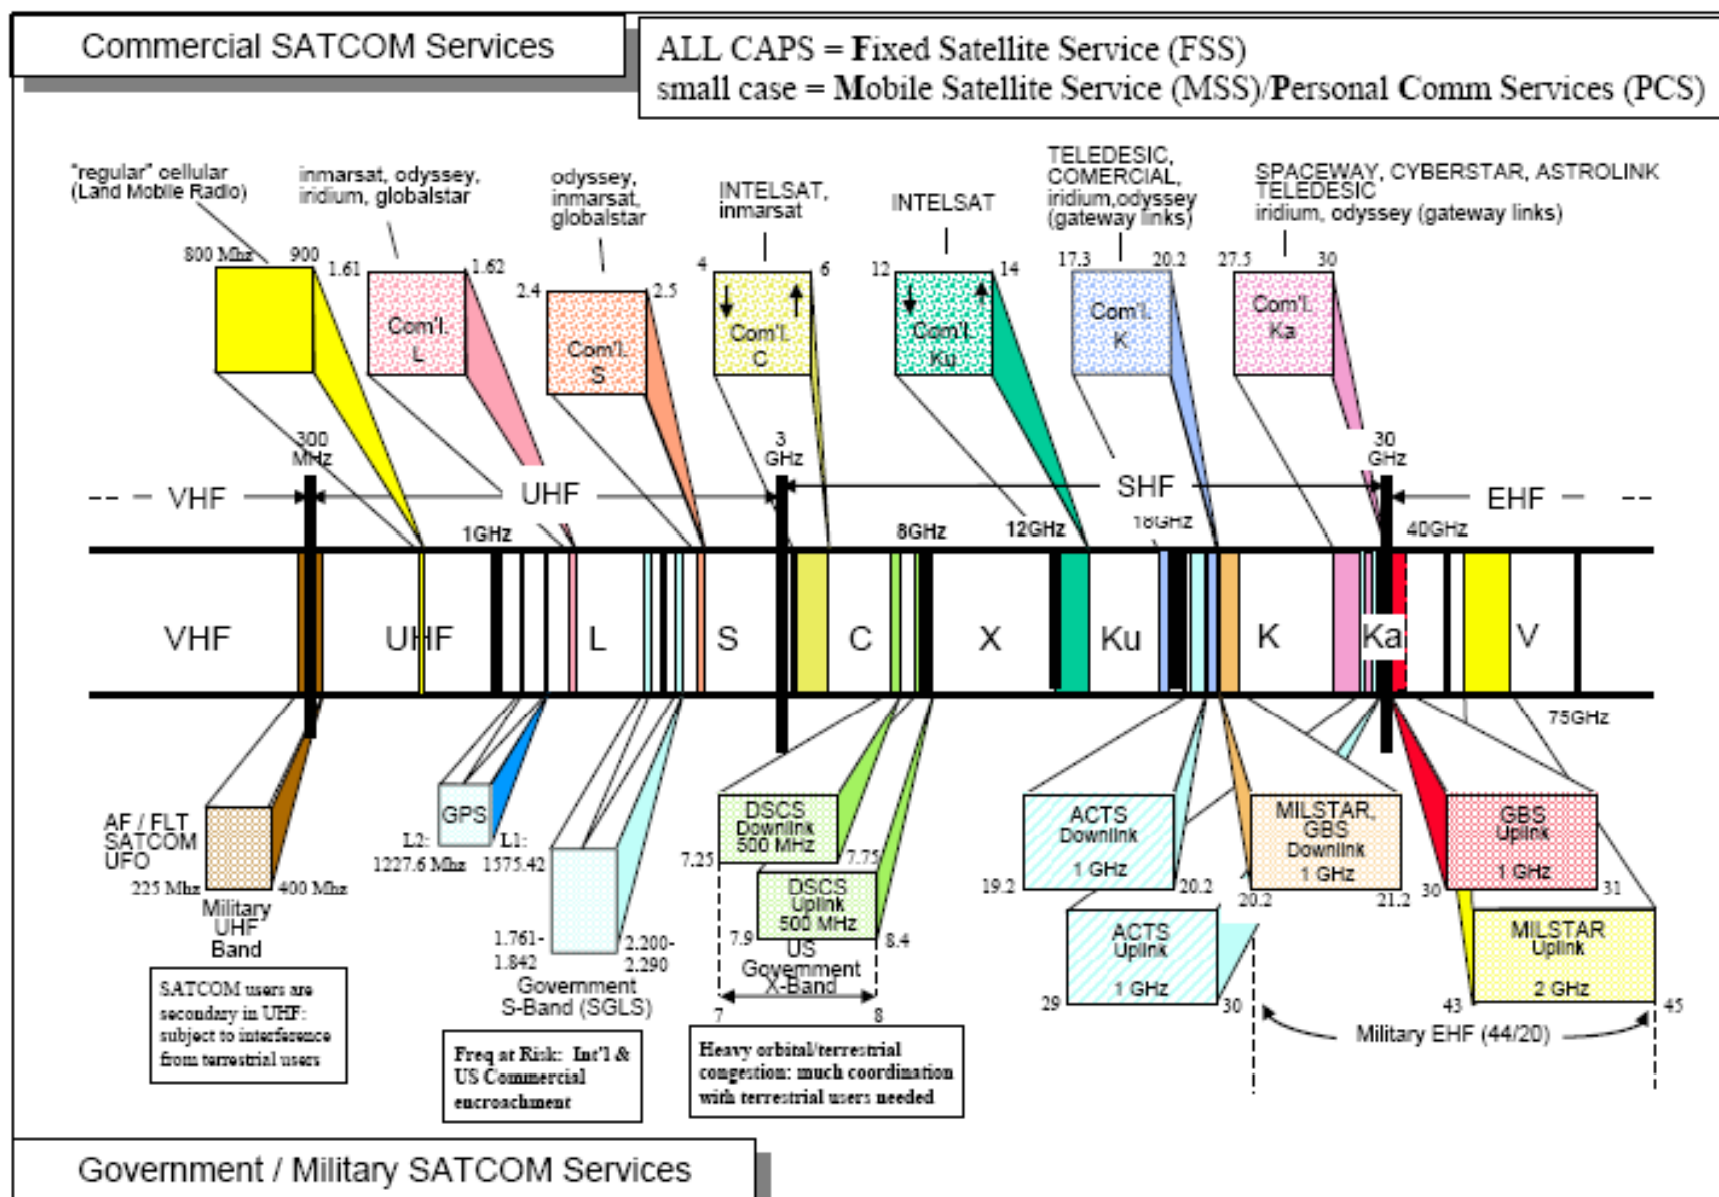 Commercial SATCOM Services
ALL CAPS = Fixed Satellite Service (FSS)
small case = Mobile Satellite Service (MSS)/Personal Comm Services (PCS)
"regular" cellular
(Land Mobile Radio)
inmarsat, odyssey,
iridium, globalstar
odyssey,
inmarsat,
globalstar
INTELSAT,
inmarsat
INTELSAT
TELEDESIC,
COMERCIAL,
iridium,odyssey
(gateway links)
SPACEWAY, CYBERSTAR, ASTROLINK
TELEDESIC
iridium, odyssey (gateway links)
800 Mhz 900
1.61 1.62
2.4 2.5
4 6
12 14
17.3 20.2
27.5 30
Com'l.
L
Com'l.
S
Com'l.
C
Com'l.
Ku
Com'l.
K
Com'l.
Ka
300
MHz
3
GHz
30
GHz
-- VHF UHF SHF EHF --
1GHz 8GHz 12GHz 18GHz 40GHz
VHF UHF L S C X Ku K Ka V
75GHz
AF / FLT
SATCOM
UFO
225 Mhz 400 Mhz
Military
UHF
Band
GPS
L2:
1227.6 Mhz
L1:
1575.42
1.761-
1.842
2.200-
2.290
Government
S-Band (SGLS)
DSCS
Downlink
500 MHz
7.25 7.75
DSCS
Uplink
500 MHz
7.9 8.4
US
Government
X-Band
7 8
ACTS
Downlink
1 GHz
19.2 20.2
ACTS
Uplink
1 GHz
29 30
MILSTAR,
GBS
Downlink
1 GHz
20.2 21.2
GBS
Uplink
1 GHz
30 31
MILSTAR
Uplink
2 GHz
43 45
Military EHF (44/20)
SATCOM users are
secondary in UHF:
subject to interference
from terrestrial users
Freq at Risk: Int'l &
US Commercial
encroachment
Heavy orbital/terrestrial
congestion: much coordination
with terrestrial users needed
Government / Military SATCOM Services